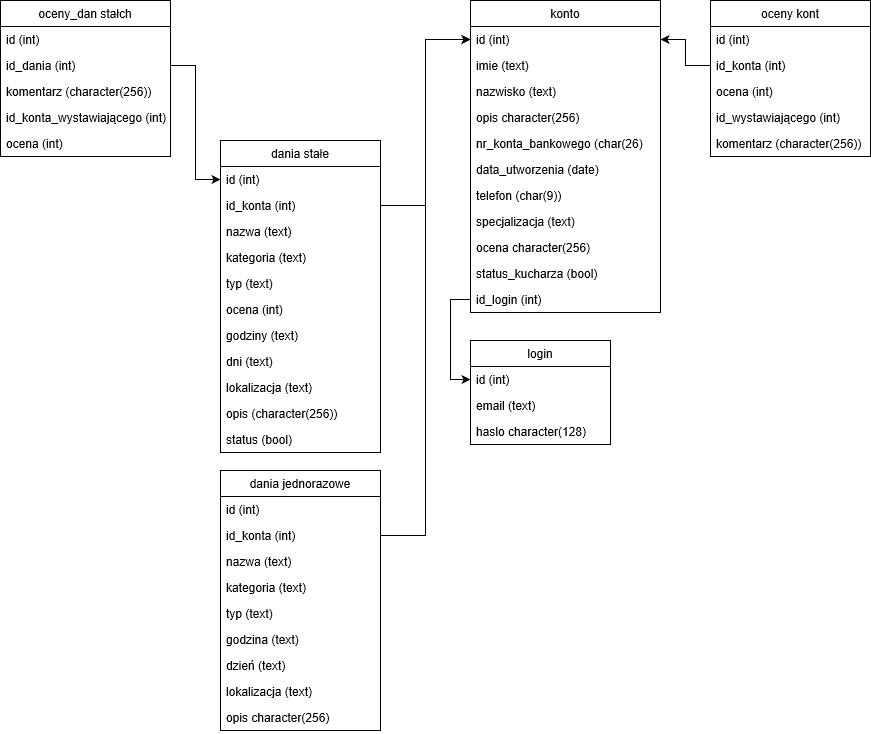 oceny_dan stałch
id (int)
id_dania (int)
komentarz (character(256))
id_konta_wystawiającego (int)
ocena (int)
dania stałe
id (int)
id_konta (int)
nazwa (text)
kategoria (text)
typ (text)
ocena (int)
godziny (text)
dni (text)
lokalizacja (text)
opis (character(256))
status (bool)
dania jednorazowe
id (int)
id_konta (int)
nazwa (text)
kategoria (text)
typ (text)
godzina (text)
dzień (text)
lokalizacja (text)
opis character(256)
konto
id (int)
imie (text)
nazwisko (text)
opis character(256)
nr_konta_bankowego (char(26)
data_utworzenia (date)
telefon (char(9))
specjalizacja (text)
ocena character(256)
status_kucharza (bool)
id_login (int)
login
id (int)
email (text)
haslo character(128)
oceny kont
id (int)
id_konta (int)
ocena (int)
id_wystawiającego (int)
komentarz (character(256))